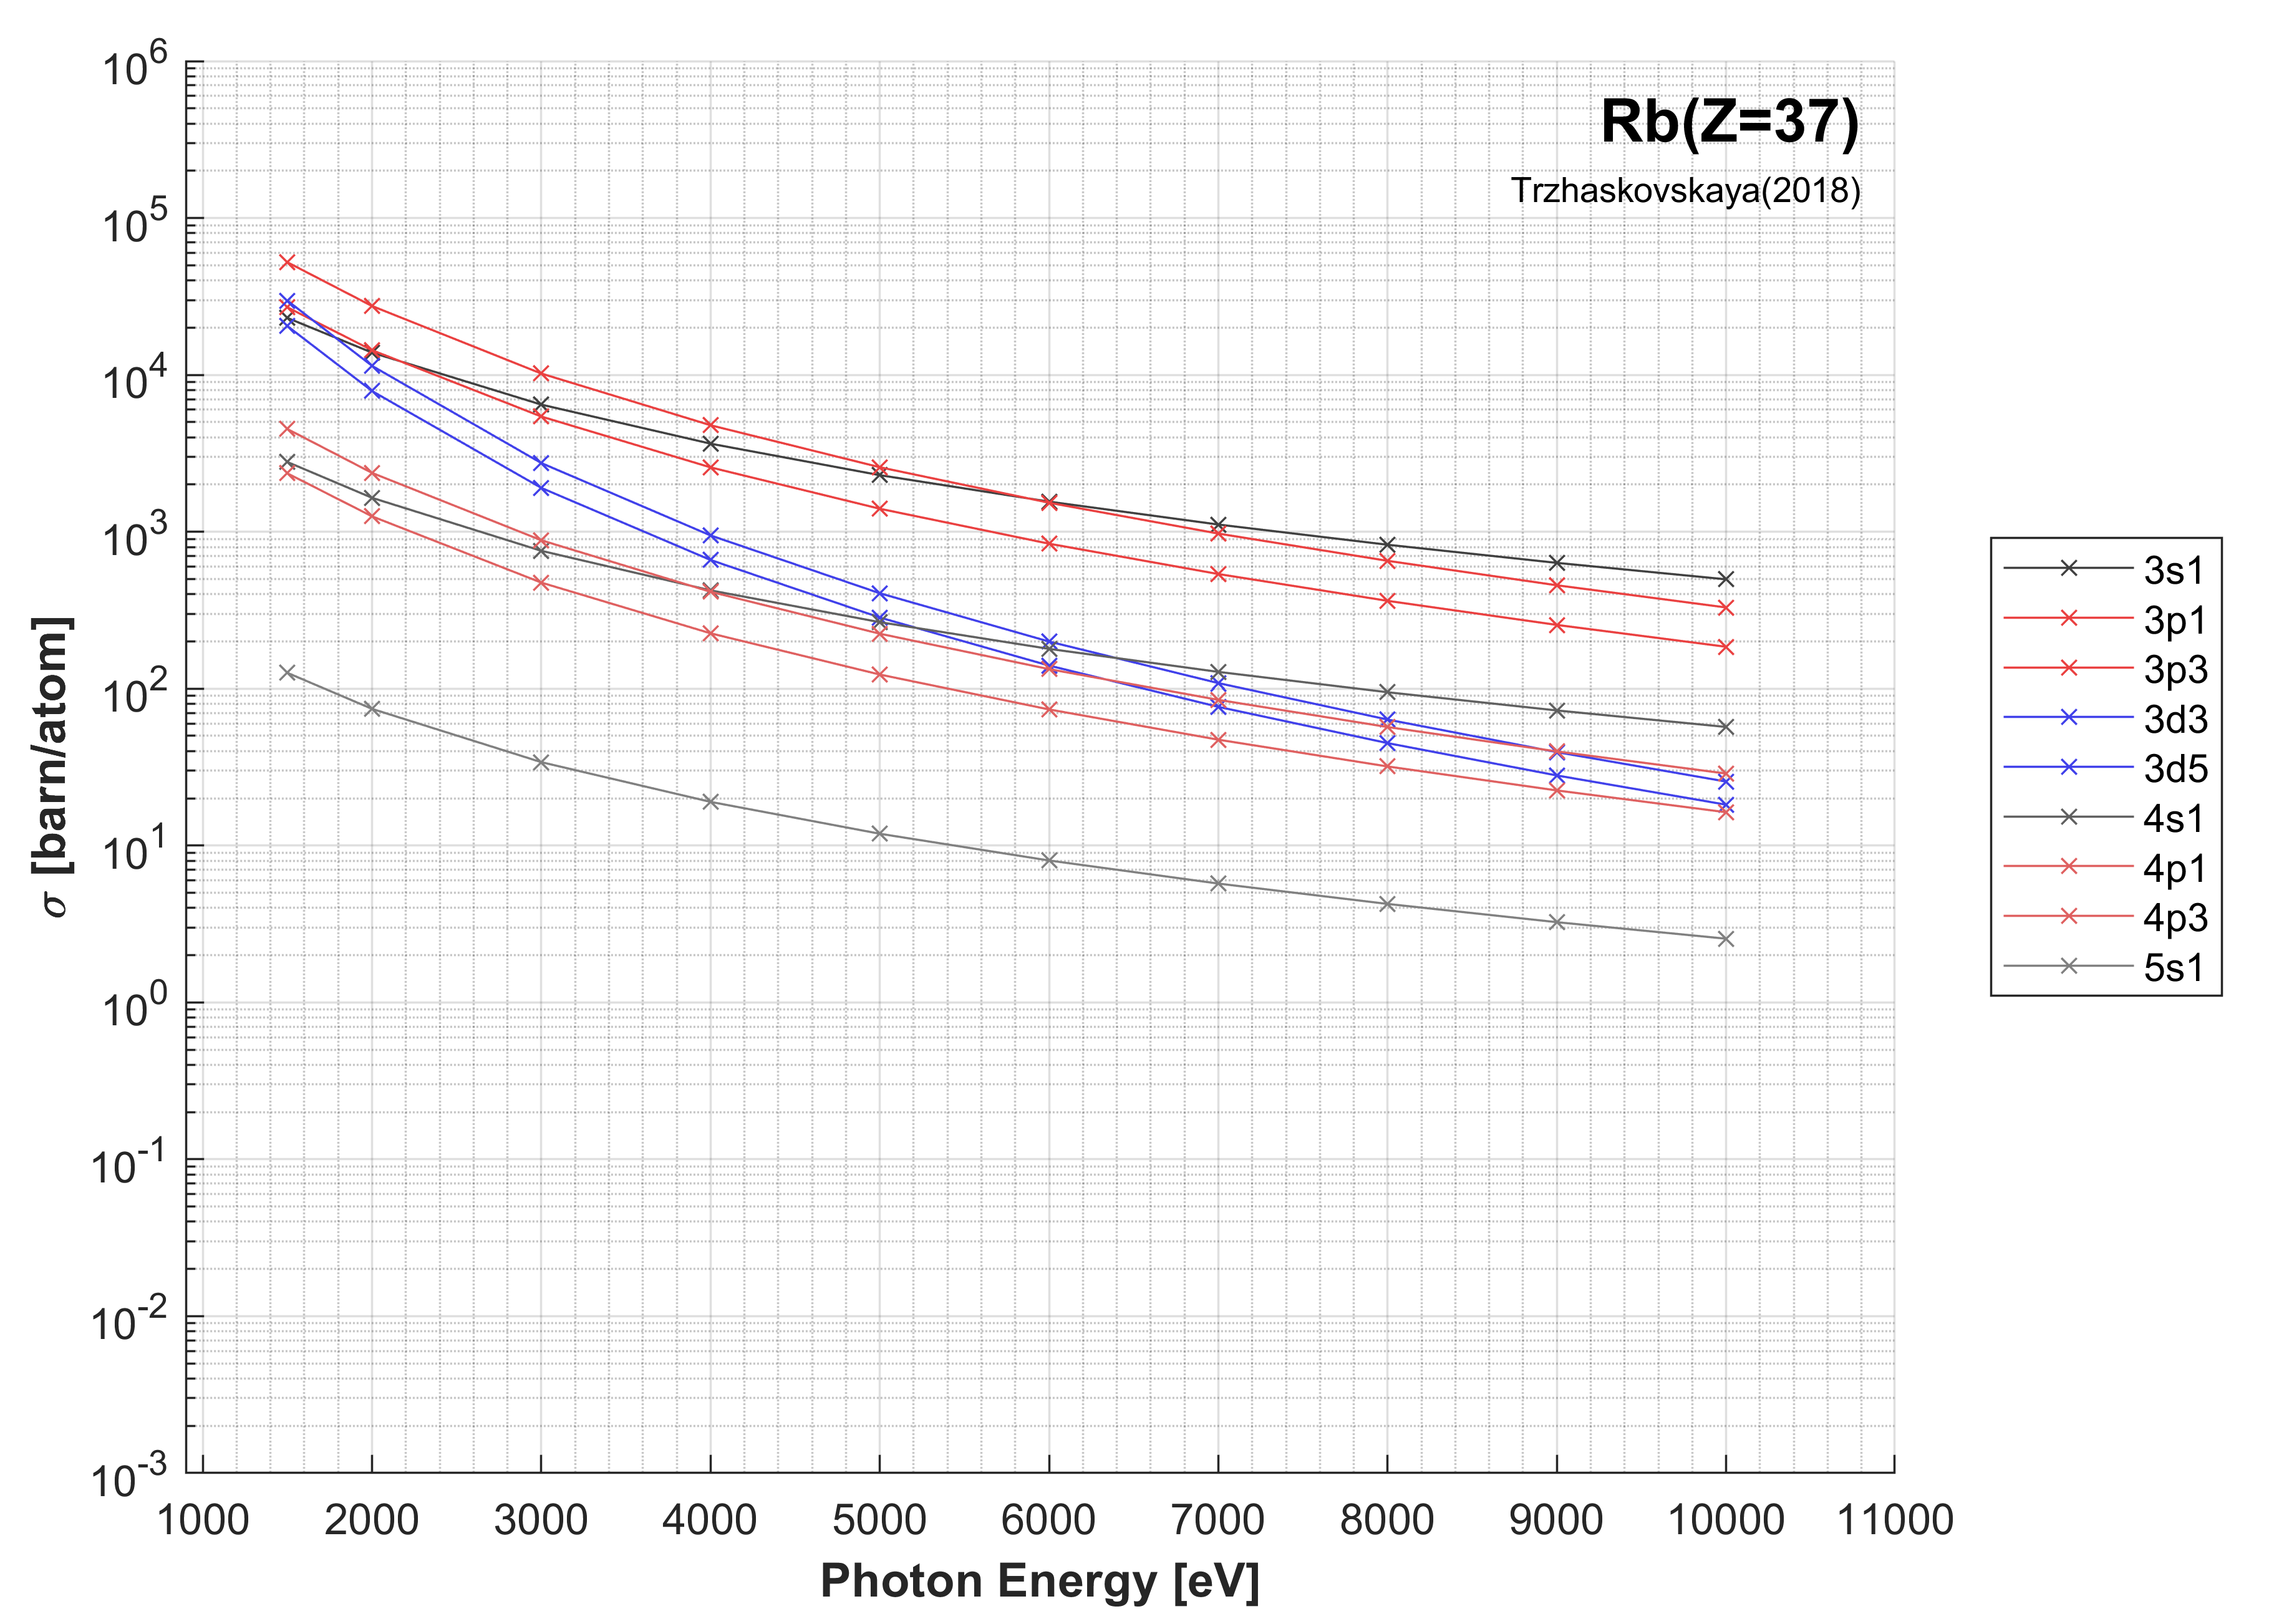 Rb(Z=37)
Trzhaskovskaya(2018)
10^6
10^5
10^4
10^3
10^2
10^1
10^0
10^-1
10^-2
10^-3
σ [barn/atom]
1000 2000 3000 4000 5000 6000 7000 8000 9000 10000 11000
Photon Energy [eV]
3s1
3p1
3p3
3d3
3d5
4s1
4p1
4p3
5s1